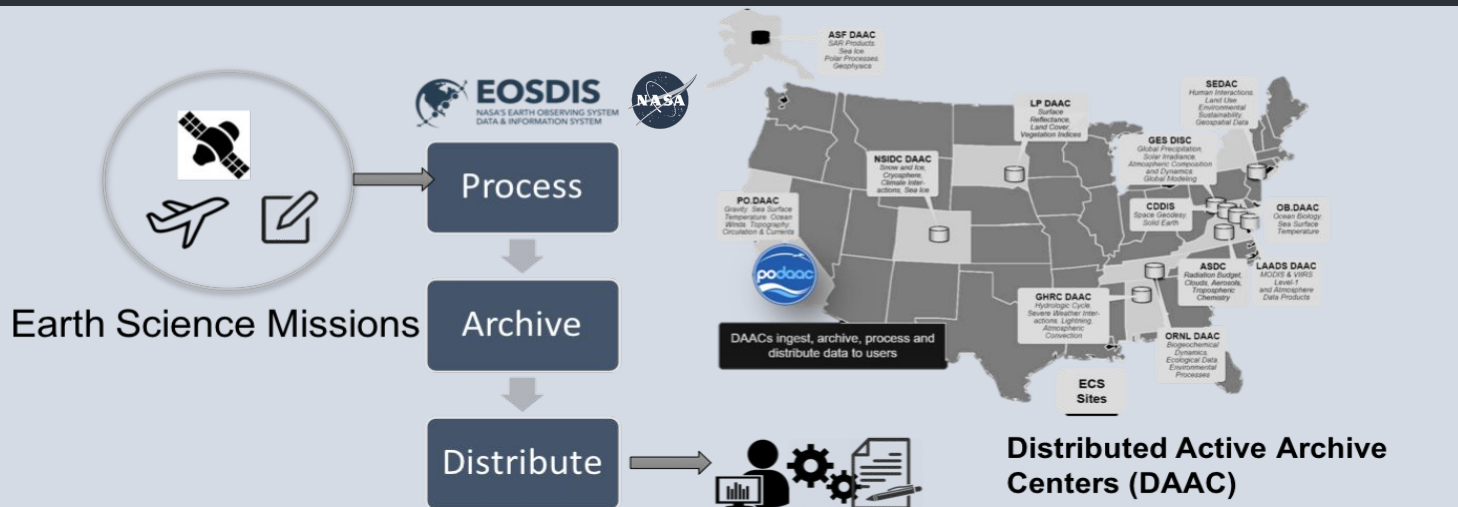 EOSDIS
NASA'S EARTH OBSERVING SYSTEM
DATA & INFORMATION SYSTEM
NASA
Earth Science Missions
Process
Archive
Distribute
ASF DAAC
SAR Products
Sea Ice
Polar Processes
Geophysics
SEDAC
Human Interactions
Land Use
Environmental
Sustainability
Geospatial Data
LP DAAC
Surface
Reflectance,
Land Cover,
Vegetation Indices
GES DISC
Global Precipitation,
Solar Irradiance,
Atmospheric Composition
and Dynamics
Global Modeling
NSIDC DAAC
Snow and Ice,
Cryosphere,
Climate Inter-
actions, Sea Ice
PO.DAAC
Gravity Sea Surface
Temperature Ocean
Winds Topography
Circulation & Currents
podaac
CDDIS
Space Geodesy,
Solid Earth
OB.DAAC
Ocean Biology
Sea Surface
Temperature
ASDC
Radiation Budget,
Clouds, Aerosols,
Tropospheric
Chemistry
LAADS DAAC
MODIS & VIIRS
Level-1
and Atmosphere
Data Products
GHRC DAAC
Hydrologic Cycle,
Severe Weather Inter-
actions, Lightning,
Atmospheric
Convection
ORNL DAAC
Biogeochemical
Dynamics,
Ecological Data
Environmental
Processes
DAACs ingest, archive, process and
distribute data to users
ECS
Sites
Distributed Active Archive
Centers (DAAC)